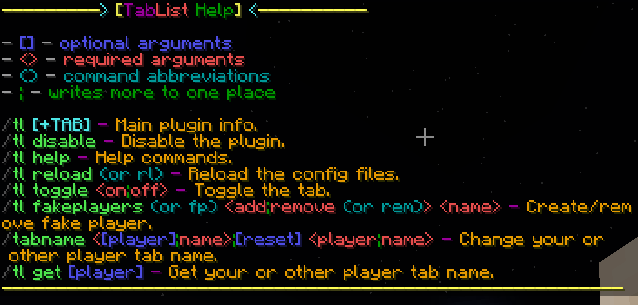 ───────────> [TabList Help] <────────────
- [] - optional arguments
- <> - required arguments
- () - command abbreviations
- ¦ - writes more to one place
/tl [+TAB] - Main plugin info.
/tl disable - Disable the plugin.
/tl help - Help commands.
/tl reload (or rl) - Reload the config files.
/tl toggle <on¦off> - Toggle the tab.
/tl fakeplayers (or fp) <add¦remove (or rem)> <name> - Create/rem
ove fake player.
/tabname <[player]¦name>¦[reset] <player¦name> - Change your or
other player tab name.
/tl get [player] - Get your or other player tab name.